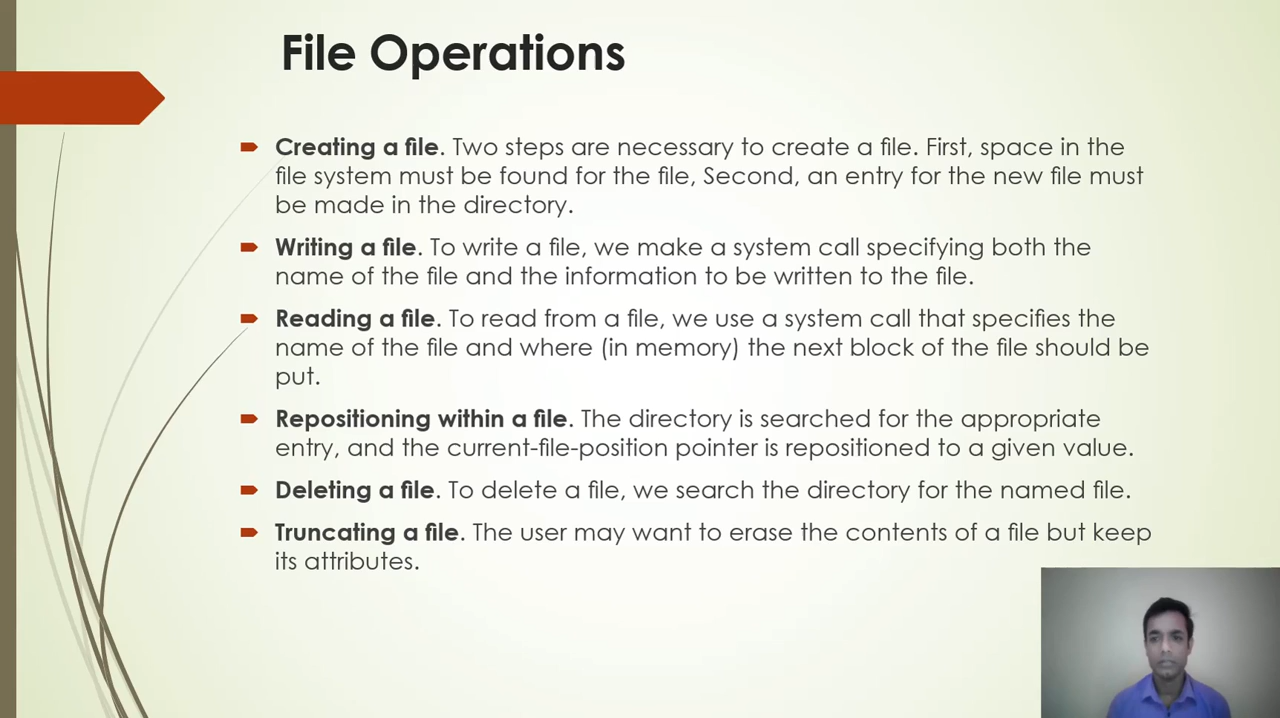 File Operations
Creating a file. Two steps are necessary to create a file. First, space in the
file system must be found for the file, Second, an entry for the new file must
be made in the directory.
Writing a file. To write a file, we make a system call specifying both the
name of the file and the information to be written to the file.
Reading a file. To read from a file, we use a system call that specifies the
name of the file and where (in memory) the next block of the file should be
put.
Repositioning within a file. The directory is searched for the appropriate
entry, and the current-file-position pointer is repositioned to a given value.
Deleting a file. To delete a file, we search the directory for the named file.
Truncating a file. The user may want to erase the contents of a file but keep
its attributes.